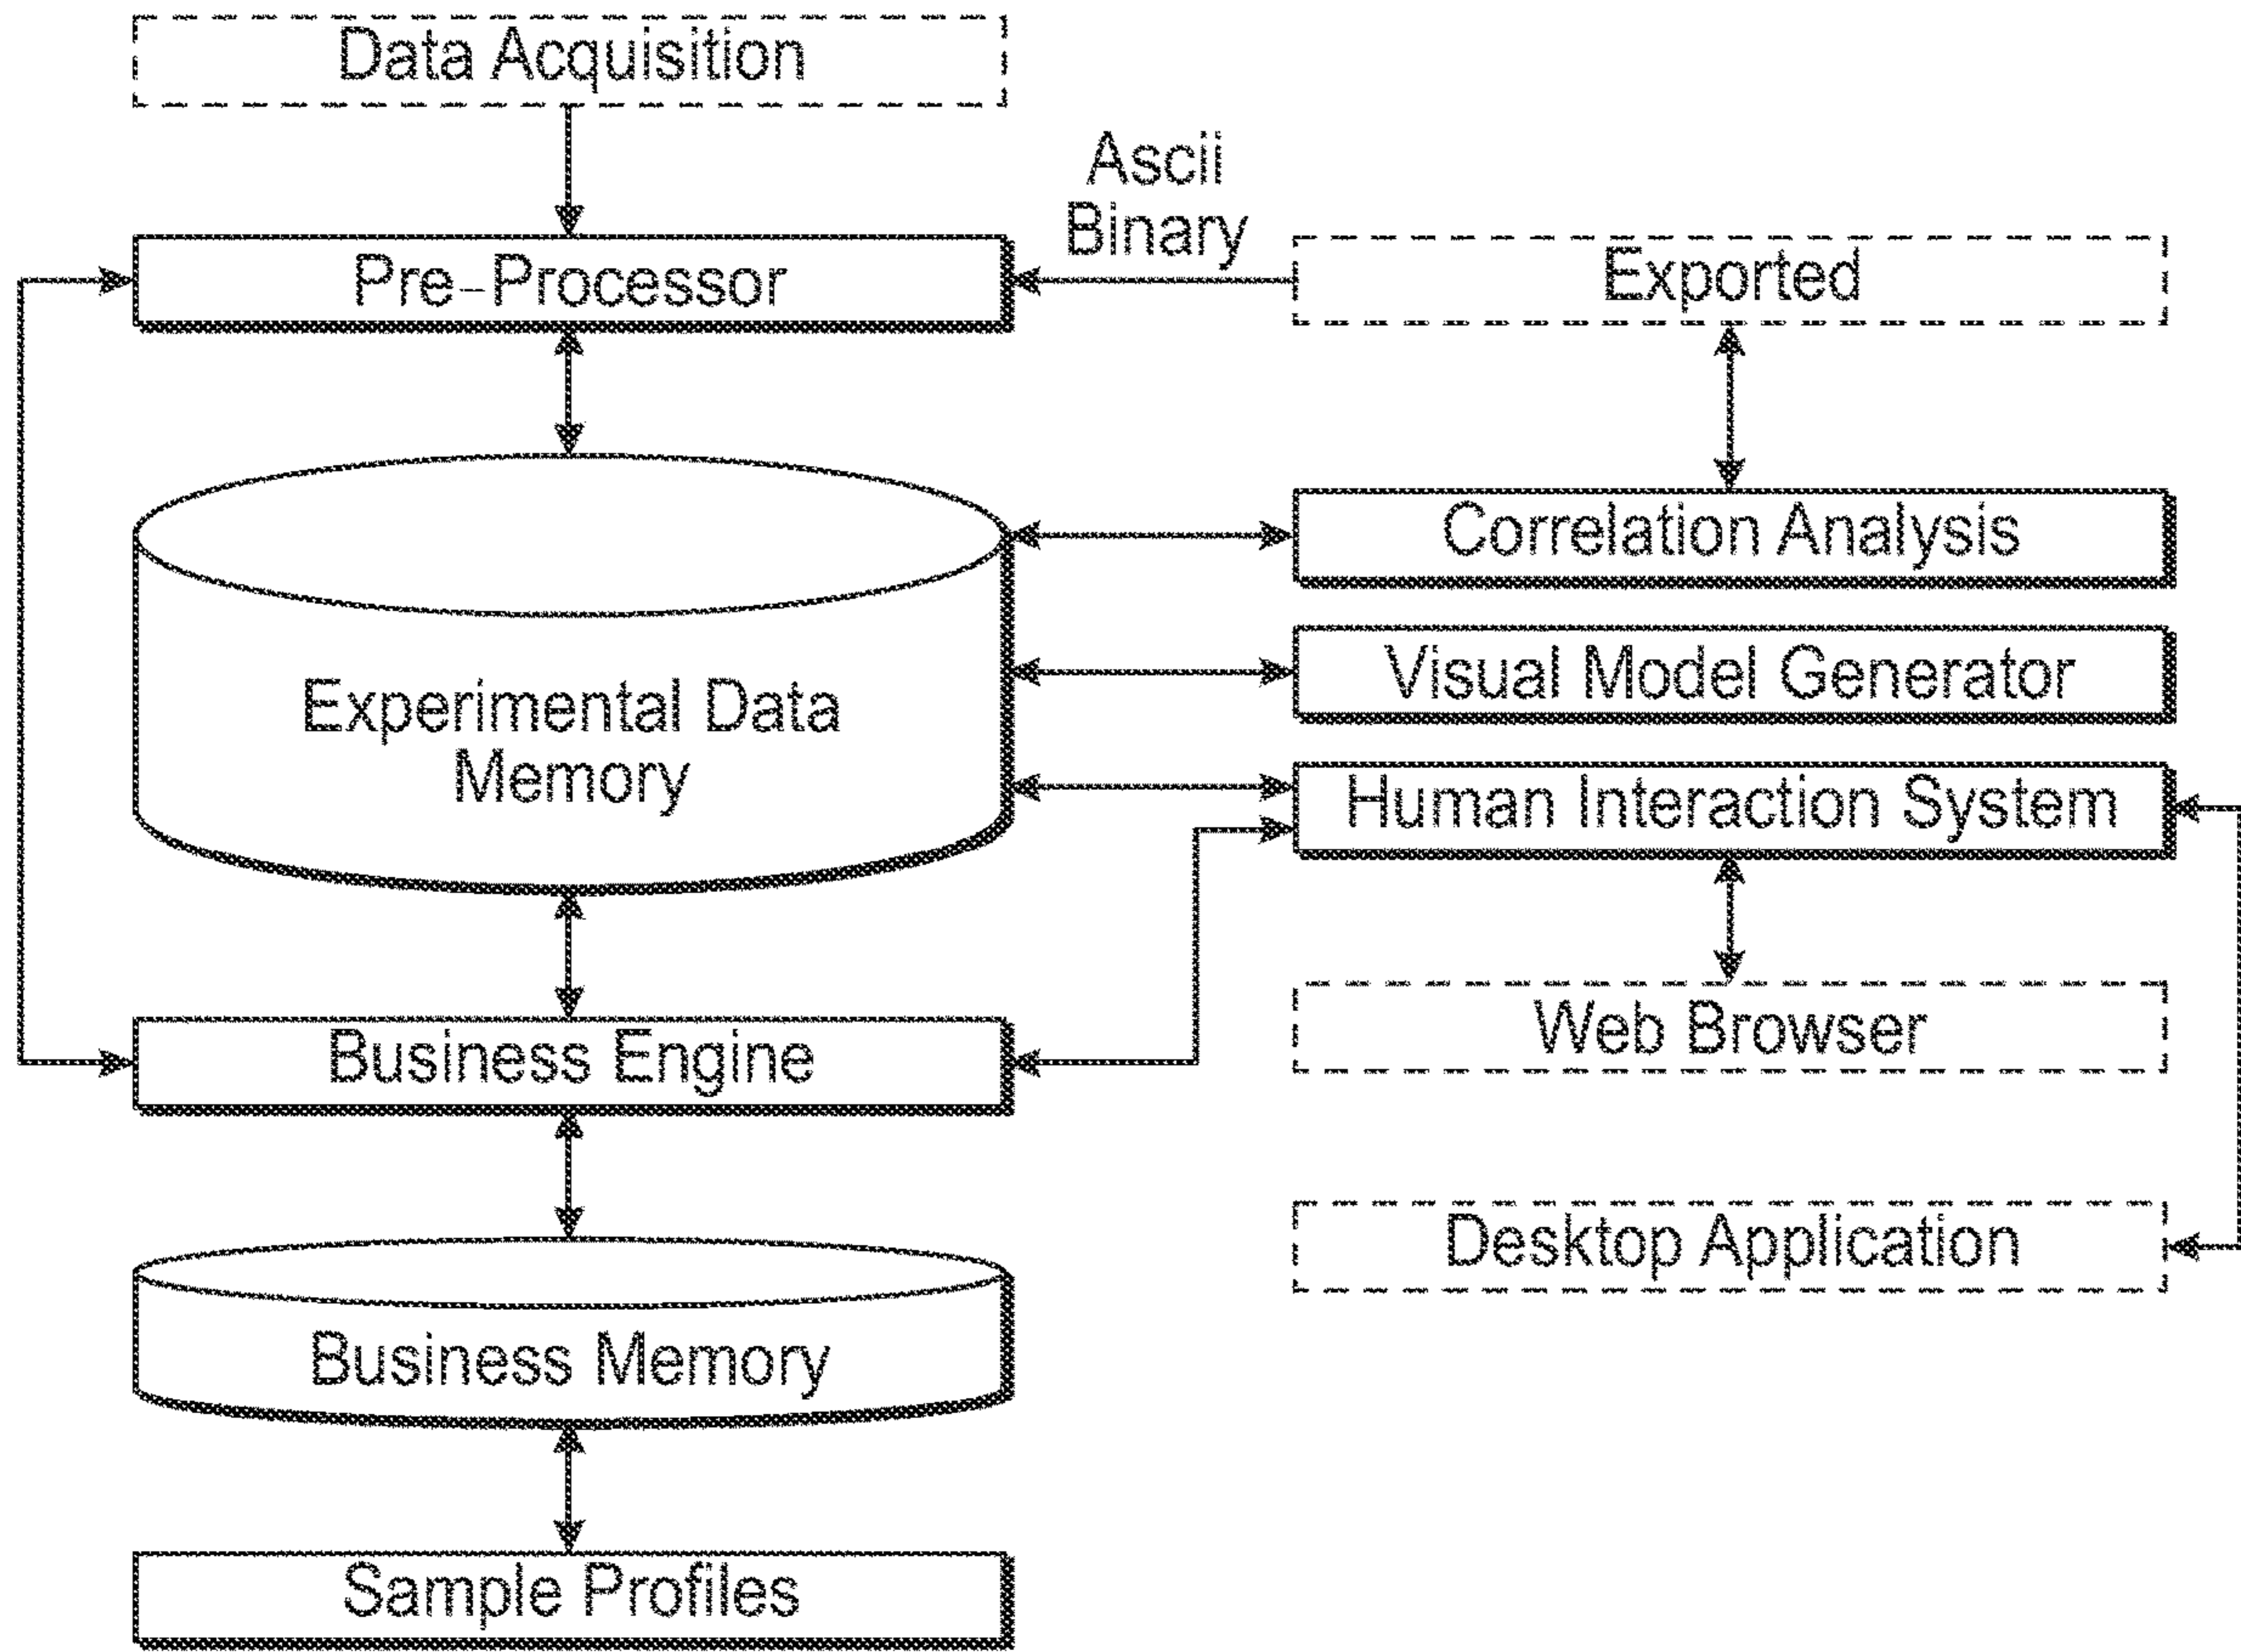 Data Acquisition
Ascii
Binary
Pre-Processor
Exported
Correlation Analysis
Experimental Data
Memory
Visual Model Generator
Human Interaction System
Business Engine
Web Browser
Desktop Application
Business Memory
Sample Profiles